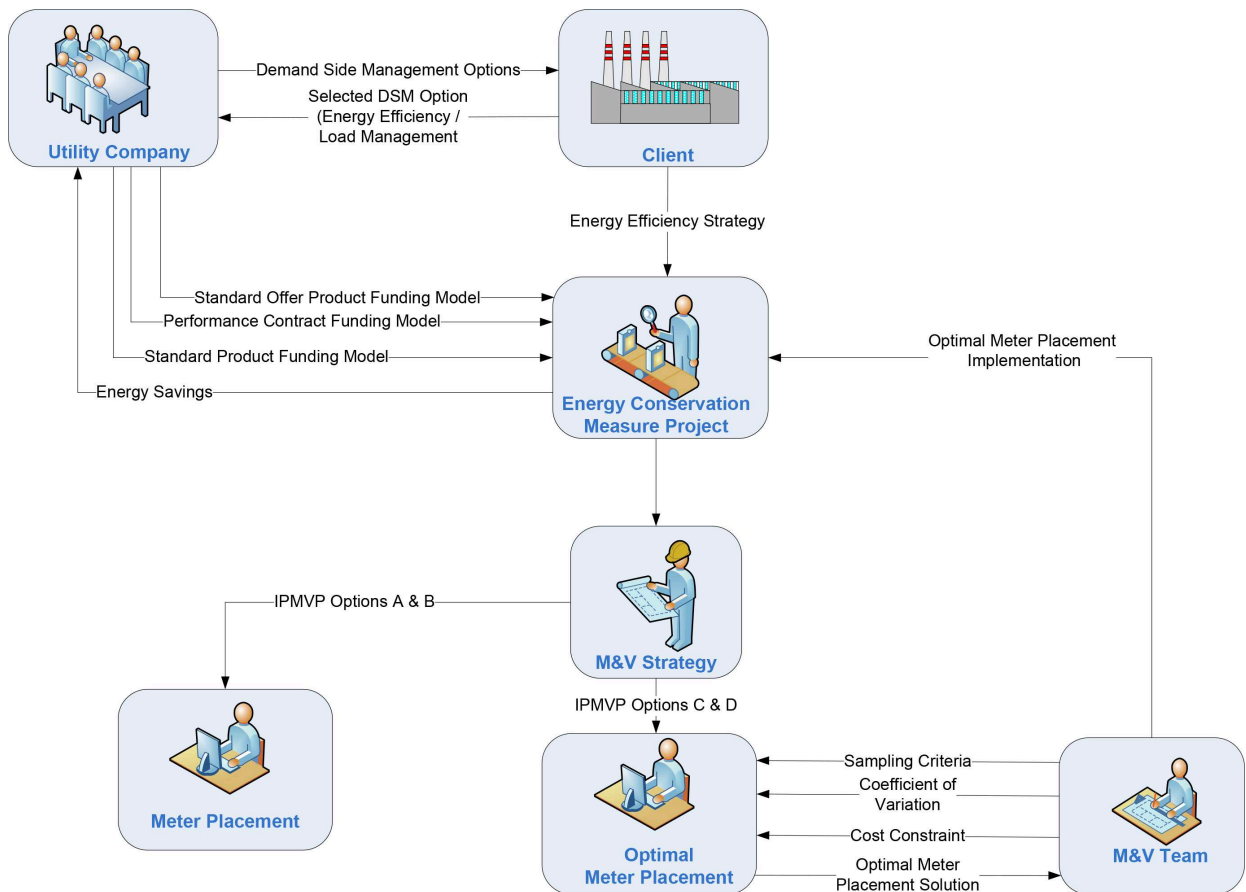 Demand Side Management Options
Selected DSM Option
(Energy Efficiency /
Load Management
Utility Company
Client
Energy Efficiency Strategy
Standard Offer Product Funding Model
Performance Contract Funding Model
Standard Product Funding Model
Energy Savings
Energy Conservation
Measure Project
Optimal Meter Placement
Implementation
IPMVP Options A & B
M&V Strategy
IPMVP Options C & D
Meter Placement
Sampling Criteria
Coefficient of
Variation
Cost Constraint
Optimal Meter
Placement Solution
Optimal
Meter Placement
M&V Team